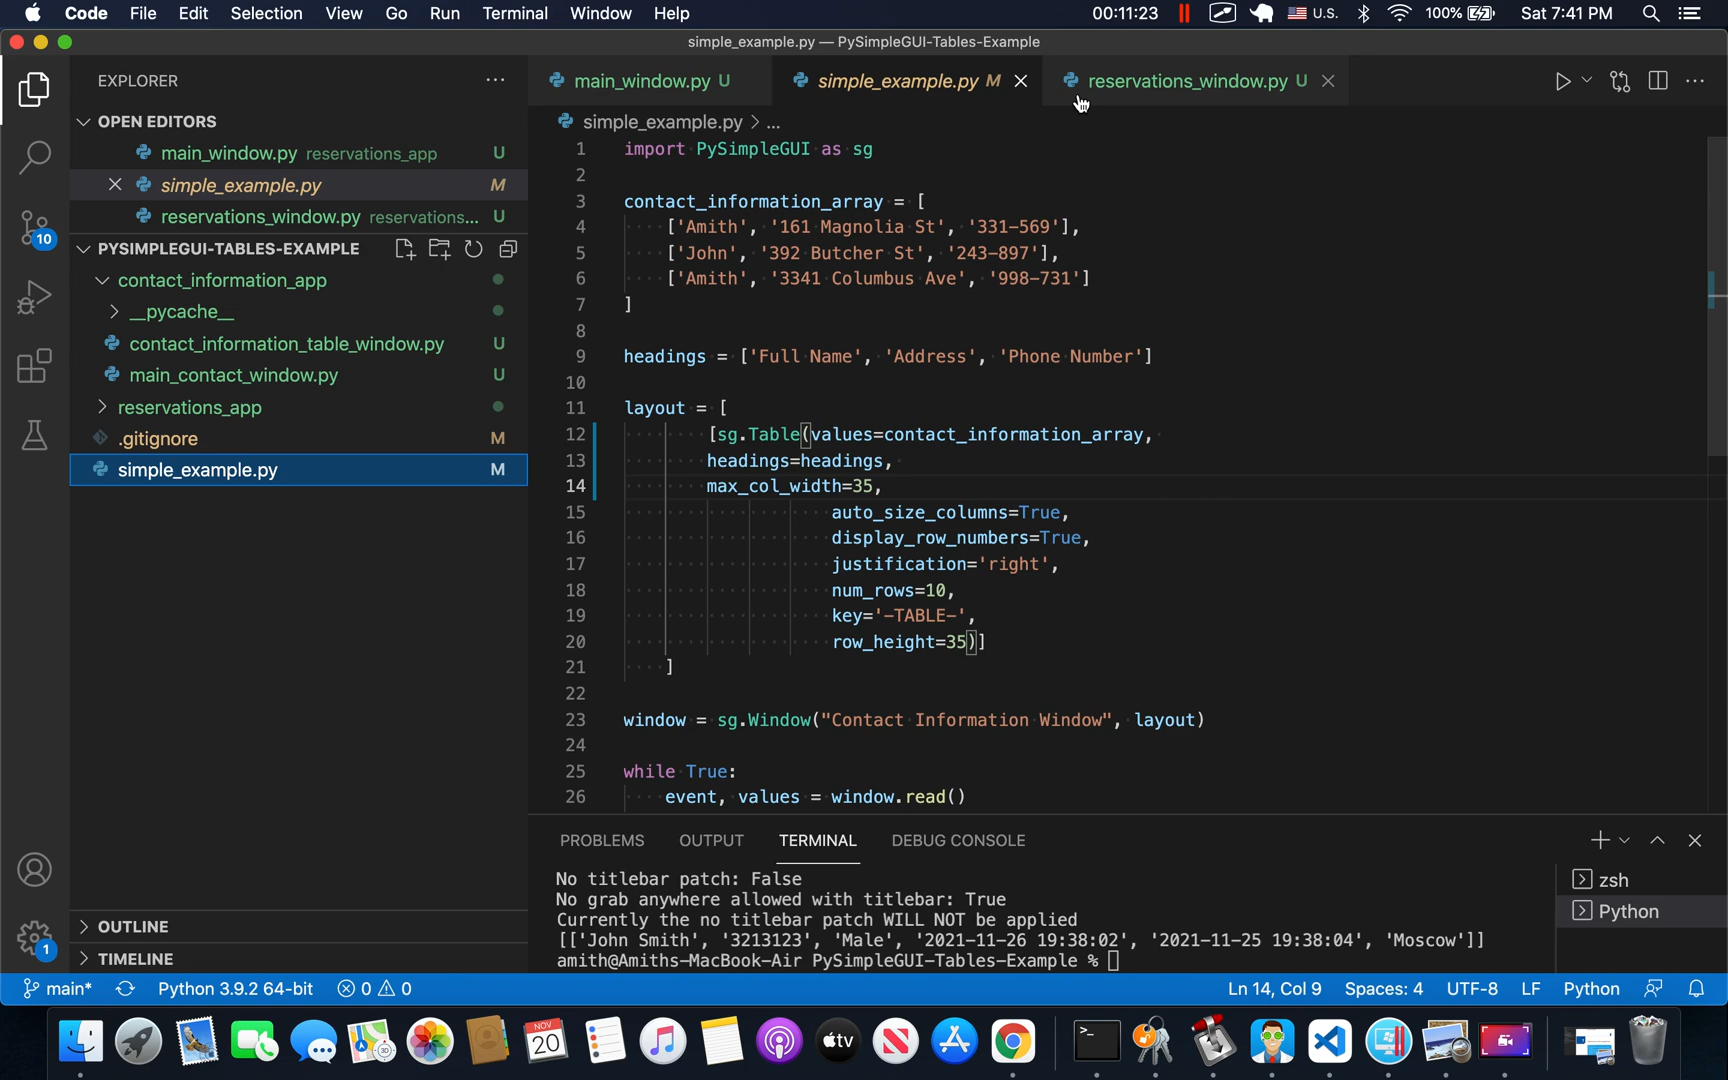 Code File Edit Selection View Go Run Terminal Window Help 00:11:23 U.S. 100% Sat 7:41 PM
simple_example.py — PySimpleGUI-Tables-Example
EXPLORER
main_window.py U simple_example.py M reservations_window.py U
OPEN EDITORS
main_window.py reservations_app U
simple_example.py M
reservations_window.py reservations... U
PYSIMPLEGUI-TABLES-EXAMPLE
contact_information_app
__pycache__
contact_information_table_window.py U
main_contact_window.py U
reservations_app
.gitignore M
simple_example.py M
OUTLINE
TIMELINE
10
1
simple_example.py > ...
1 import PySimpleGUI as sg
2
3 contact_information_array = [
4 ['Amith', '161 Magnolia St', '331-569'],
5 ['John', '392 Butcher St', '243-897'],
6 ['Amith', '3341 Columbus Ave', '998-731']
7 ]
8
9 headings = ['Full Name', 'Address', 'Phone Number']
10
11 layout = [
12 [sg.Table(values=contact_information_array,
13 headings=headings,
14 max_col_width=35,
15 auto_size_columns=True,
16 display_row_numbers=True,
17 justification='right',
18 num_rows=10,
19 key='-TABLE-',
20 row_height=35)]
21 ]
22
23 window = sg.Window("Contact Information Window", layout)
24
25 while True:
26 event, values = window.read()
PROBLEMS OUTPUT TERMINAL DEBUG CONSOLE
No titlebar patch: False
No grab anywhere allowed with titlebar: True
Currently the no titlebar patch WILL NOT be applied
[['John Smith', '3213123', 'Male', '2021-11-26 19:38:02', '2021-11-25 19:38:04', 'Moscow']]
amith@Amiths-MacBook-Air PySimpleGUI-Tables-Example %
zsh
Python
main* Python 3.9.2 64-bit 0 0 Ln 14, Col 9 Spaces: 4 UTF-8 LF Python
NOV
20
tv